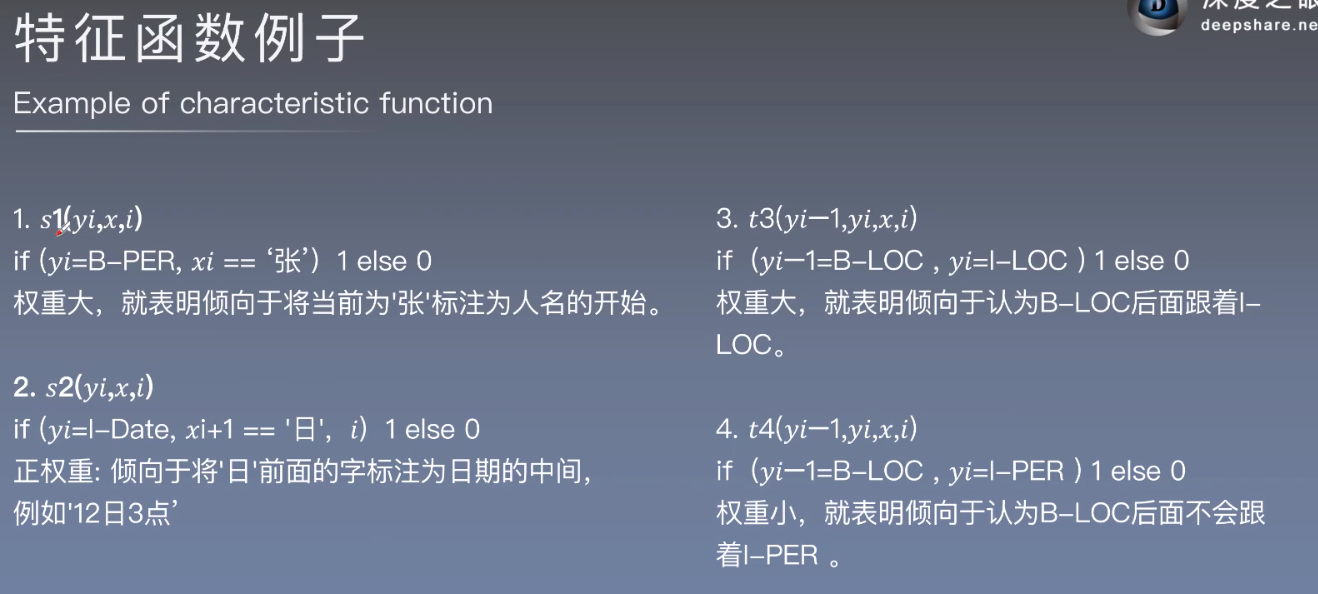 特征函数例子
Example of characteristic function
deepshare.ne
1. s1(yi,x,i)
if (yi=B–PER, xi == ‘张’) 1 else 0
权重大，就表明倾向于将当前为'张'标注为人名的开始。
2. s2(yi,x,i)
if (yi=I–Date, xi+1 == '日', i) 1 else 0
正权重: 倾向于将'日'前面的字标注为日期的中间,
例如'12日3点’
3. t3(yi−1,yi,x,i)
if (yi−1=B–LOC , yi=I–LOC ) 1 else 0
权重大，就表明倾向于认为B–LOC后面跟着I–
LOC。
4. t4(yi−1,yi,x,i)
if (yi−1=B–LOC , yi=I–PER ) 1 else 0
权重小，就表明倾向于认为B–LOC后面不会跟
着I–PER 。